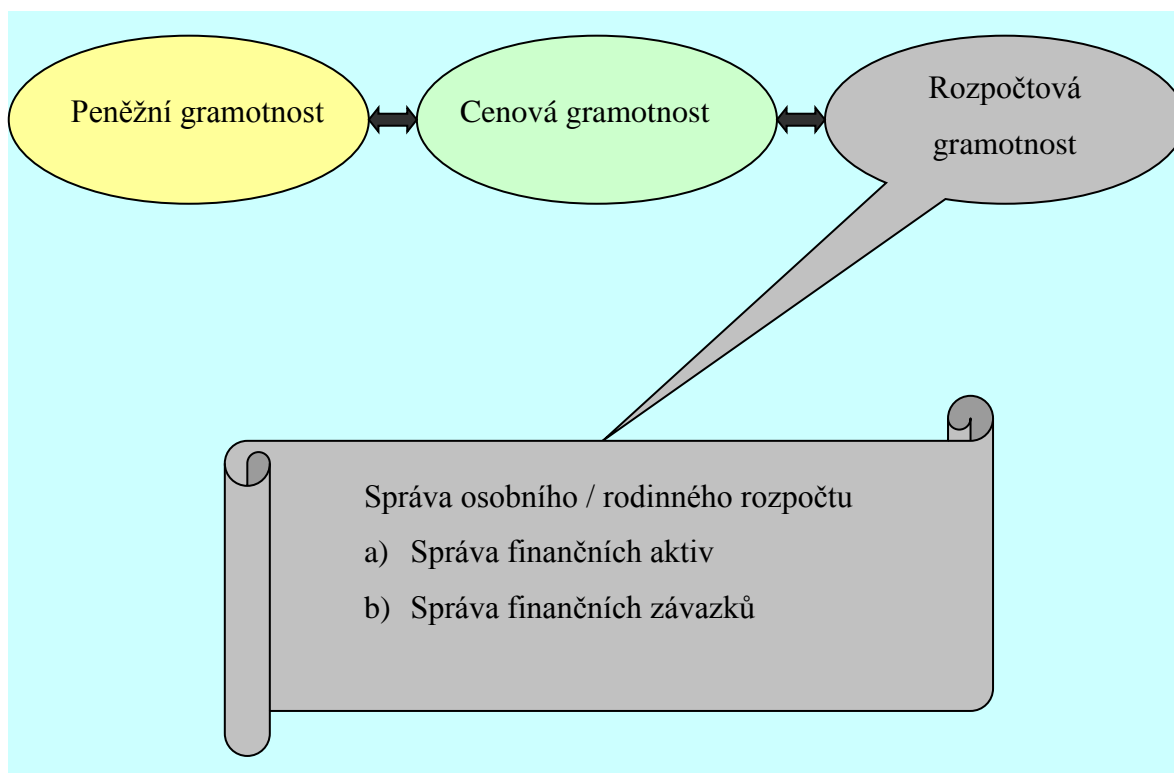 Peněžní gramotnost
Cenová gramotnost
Rozpočtová
gramotnost
Správa osobního / rodinného rozpočtu
a) Správa finančních aktiv
b) Správa finančních závazků